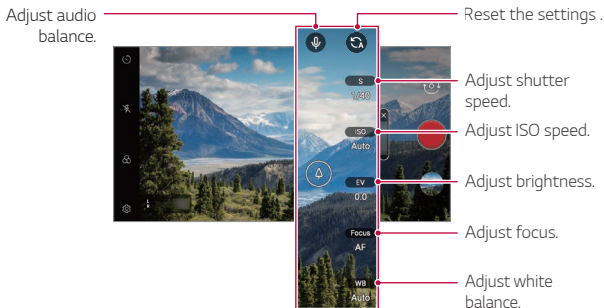 Adjust audio
balance.
Reset the settings .
A
S
1/40
Adjust shutter
speed.
ISO
Auto
Adjust ISO speed.
EV
0.0
Adjust brightness.
Focus
AF
Adjust focus.
WB
Auto
Adjust white
balance.